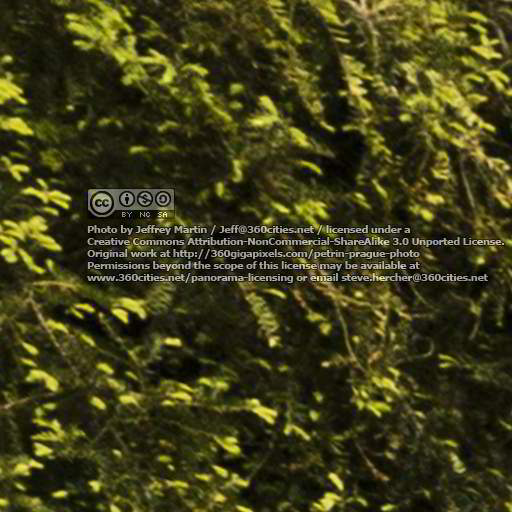 cc
BY NC SA
Photo by Jeffrey Martin / Jeff@360cities.net / licensed under a
Creative Commons Attribution-NonCommercial-ShareAlike 3.0 Unported License.
Original work at http://360gigapixels.com/petrin-prague-photo
Permissions beyond the scope of this license may be available at
www.360cities.net/panorama-licensing or email steve.hercher@360cities.net